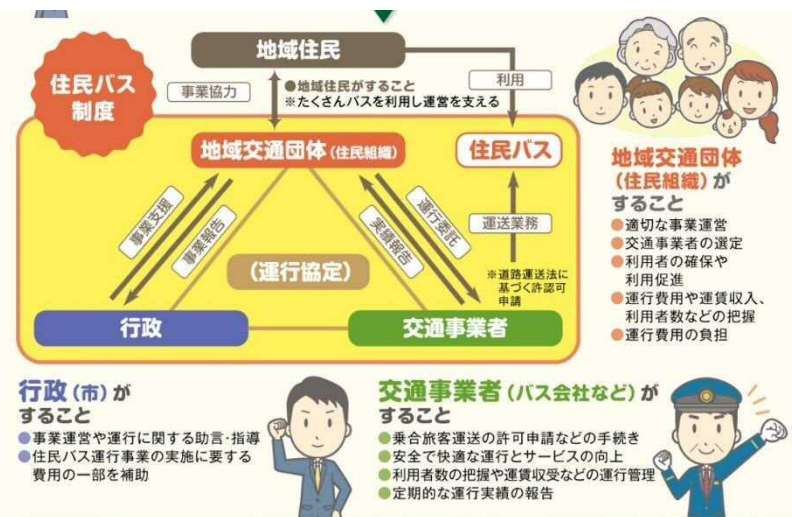 住民バス
制度
地域住民
事業協力
●地域住民がすること
※たくさんバスを利用し運営を支える
利用
地域交通団体(住民組織)
住民バス
事業支援
事業報告
運行委託
実績報告
運送業務
(運行協定)
※道路運送法に
基づく許認可
申請
行政
交通事業者
地域交通団体
(住民組織)が
すること
●適切な事業運営
●交通事業者の選定
●利用者の確保や
利用促進
●運行費用や運賃収入、
利用者数などの把握
●運行費用の負担
行政(市)が
すること
●事業運営や運行に関する助言・指導
●住民バス運行事業の実施に要する
費用の一部を補助
交通事業者(バス会社など)が
すること
●乗合旅客運送の許可申請などの手続き
●安全で快適な運行とサービスの向上
●利用者数の把握や運賃収受などの運行管理
●定期的な運行実績の報告